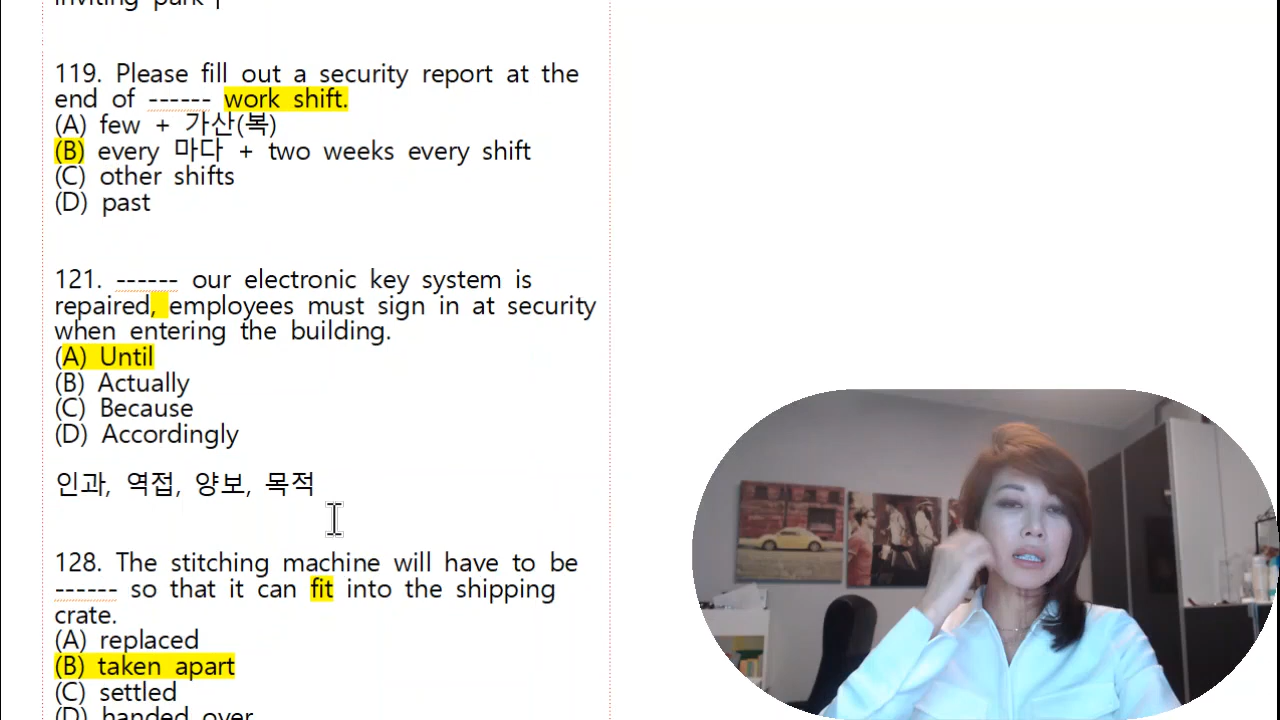 inviting park
119. Please fill out a security report at the
end of ------ work shift.
(A) few + 가산(복)
(B) every 마다 + two weeks every shift
(C) other shifts
(D) past
121. ------ our electronic key system is
repaired, employees must sign in at security
when entering the building.
(A) Until
(B) Actually
(C) Because
(D) Accordingly
인과, 역접, 양보, 목적
128. The stitching machine will have to be
------ so that it can fit into the shipping
crate.
(A) replaced
(B) taken apart
(C) settled
(D) handed over